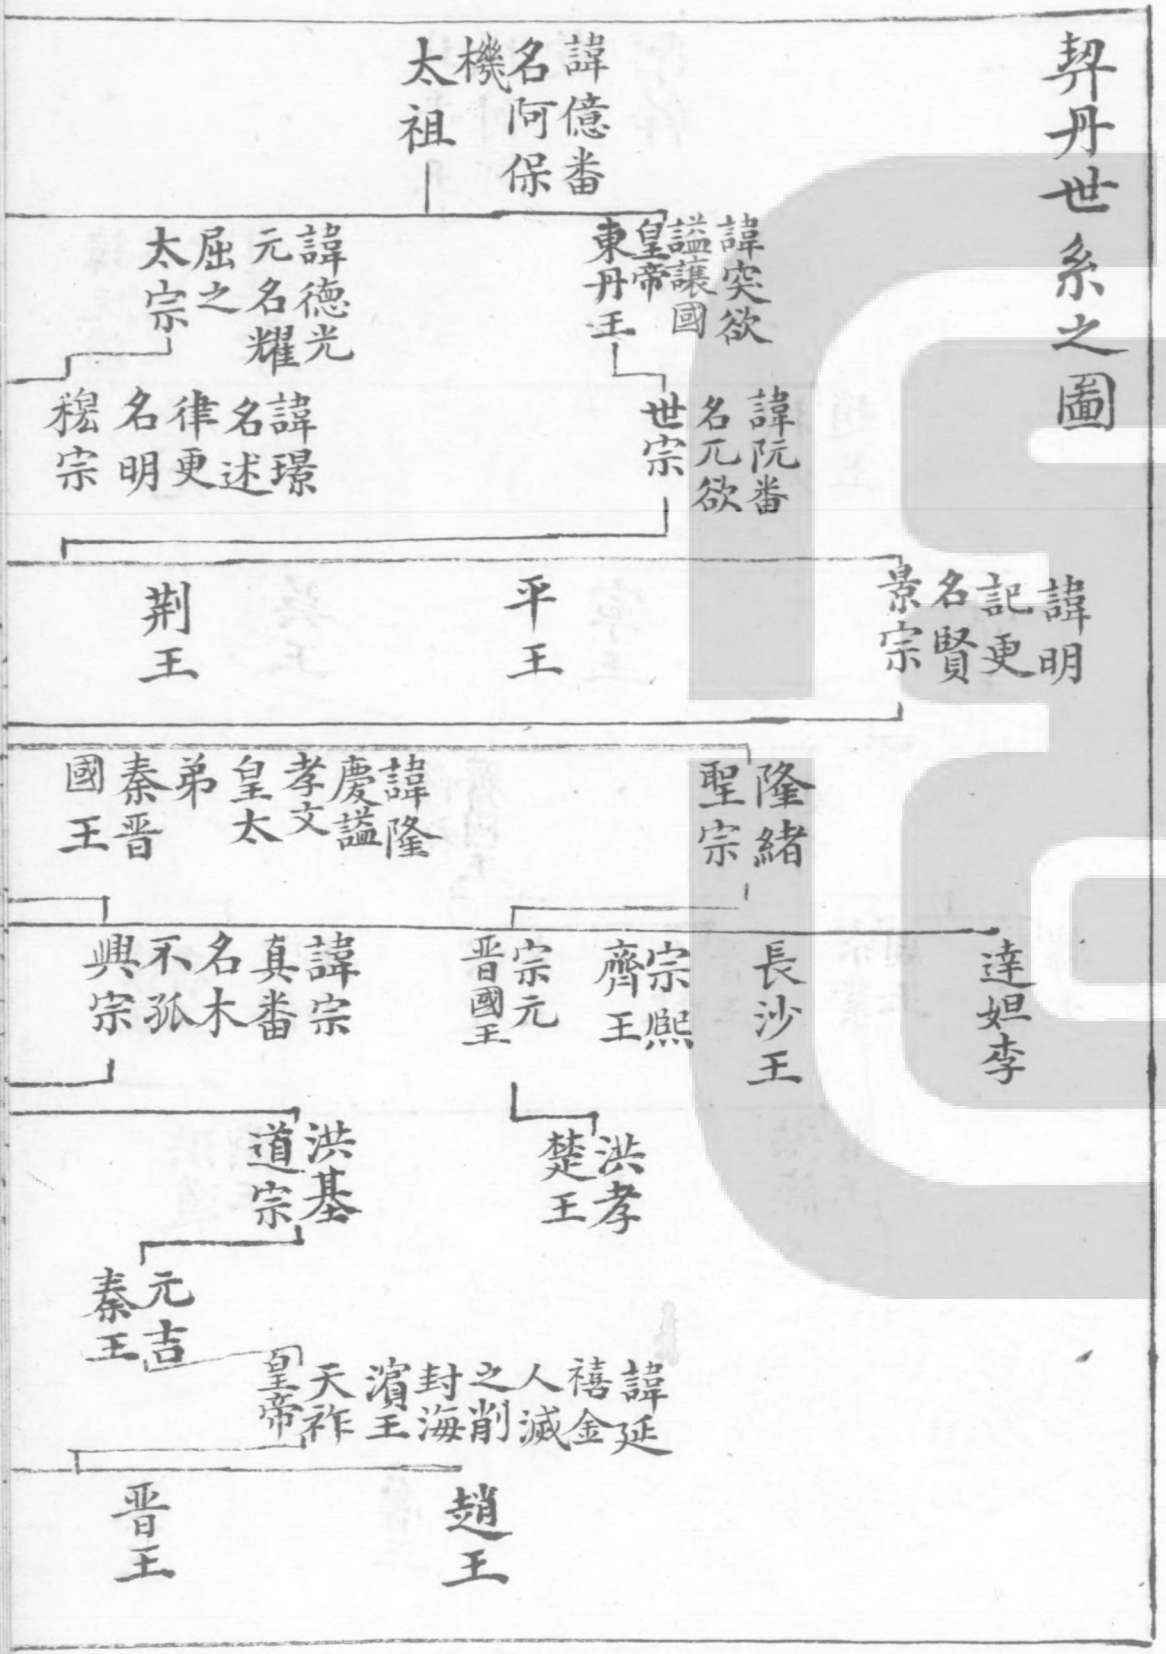 契丹世系之圖
諱億番
名阿保
機
太祖
諱突欲
謚讓國
皇帝
東丹王
諱德光
元名耀
屈之
太宗
諱阮番
名兀欲
世宗
諱璟
名述
律更
名明
穆宗
諱明
記更
名賢
景宗
平王
荆王
隆緒
聖宗
諱隆
慶謚
孝文
皇太
弟
秦晋
國王
達妲李
長沙王
宗熙
齊王
宗元
晋國王
諱宗
真番
名木
不孤
興宗
洪孝
楚王
洪基
道宗
元吉
秦王
諱延
禧金
人滅
之削
封海
濵王
天祚
皇帝
趙王
晋王